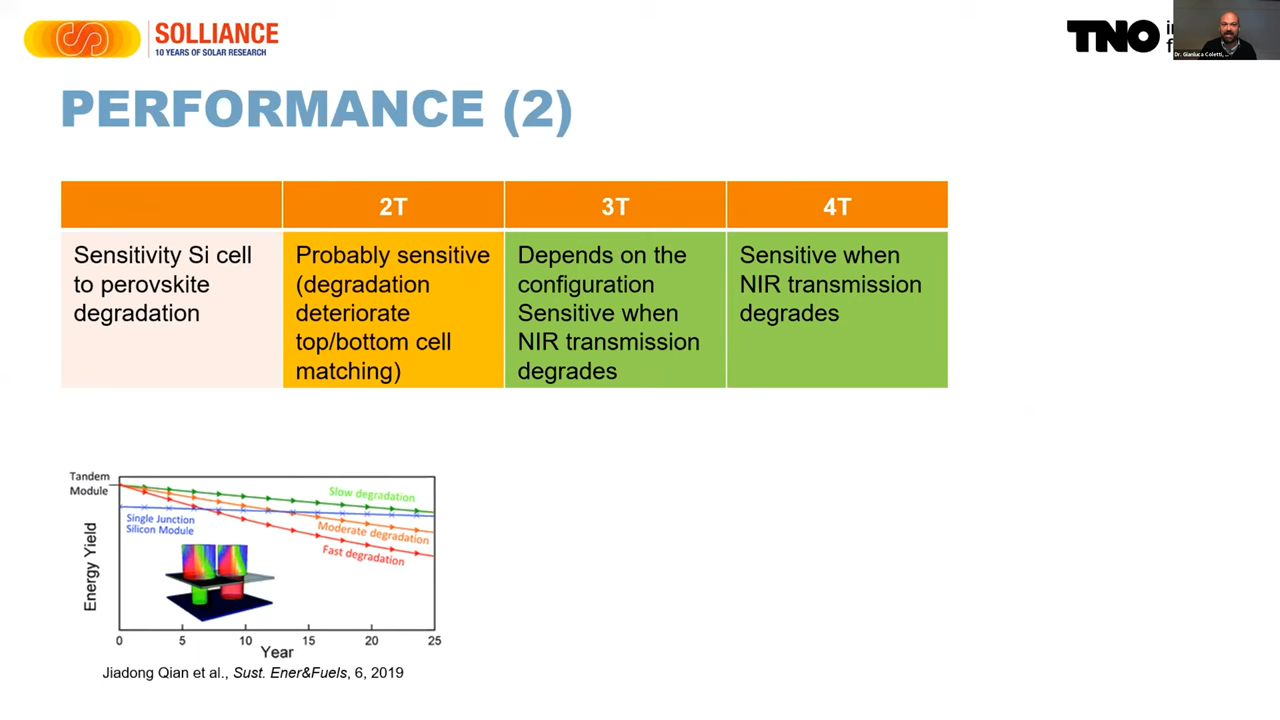 SOLLIANCE
10 YEARS OF SOLAR RESEARCH
TNO
Dr. Gianluca Coletti, ...
PERFORMANCE (2)
2T
3T
4T
Sensitivity Si cell
to perovskite
degradation
Probably sensitive
(degradation
deteriorate
top/bottom cell
matching)
Depends on the
configuration
Sensitive when
NIR transmission
degrades
Sensitive when
NIR transmission
degrades
Tandem
Module
Slow degradation
Single Junction
Silicon Module
Moderate degradation
Fast degradation
Energy Yield
0 5 10 15 20 25
Year
Jiadong Qian et al., Sust. Ener&Fuels, 6, 2019